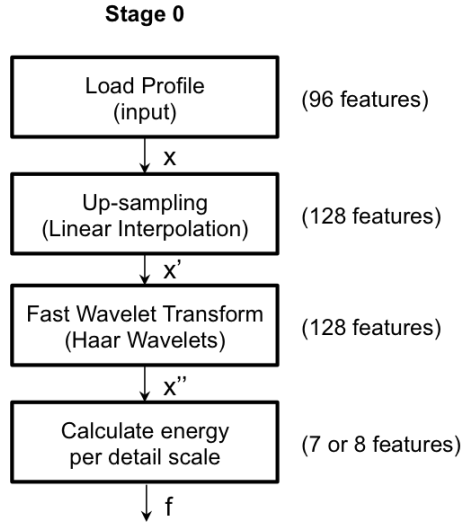 Stage 0
Load Profile
(input)
(96 features)
x
Up-sampling
(Linear Interpolation)
(128 features)
x’
Fast Wavelet Transform
(Haar Wavelets)
(128 features)
x’’
Calculate energy
per detail scale
(7 or 8 features)
f